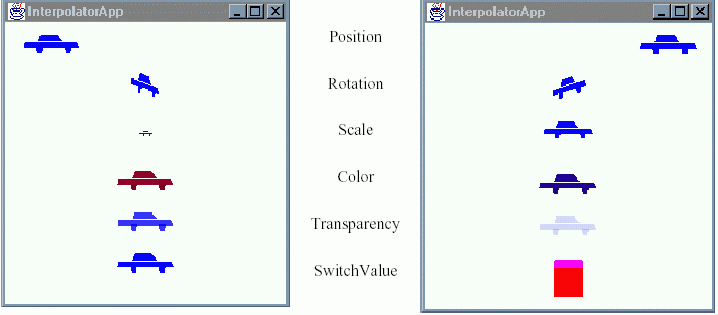 InterpolatorApp
InterpolatorApp
Position
Rotation
Scale
Color
Transparency
SwitchValue